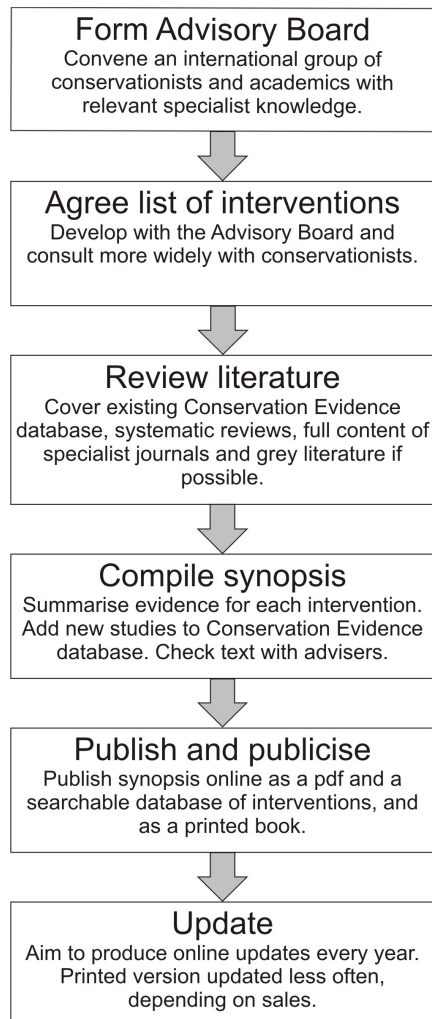 Form Advisory Board
Convene an international group of
conservationists and academics with
relevant specialist knowledge.
Agree list of interventions
Develop with the Advisory Board and
consult more widely with conservationists.
Review literature
Cover existing Conservation Evidence
database, systematic reviews, full content of
specialist journals and grey literature if
possible.
Compile synopsis
Summarise evidence for each intervention.
Add new studies to Conservation Evidence
database. Check text with advisers.
Publish and publicise
Publish synopsis online as a pdf and a
searchable database of interventions, and
as a printed book.
Update
Aim to produce online updates every year.
Printed version updated less often,
depending on sales.